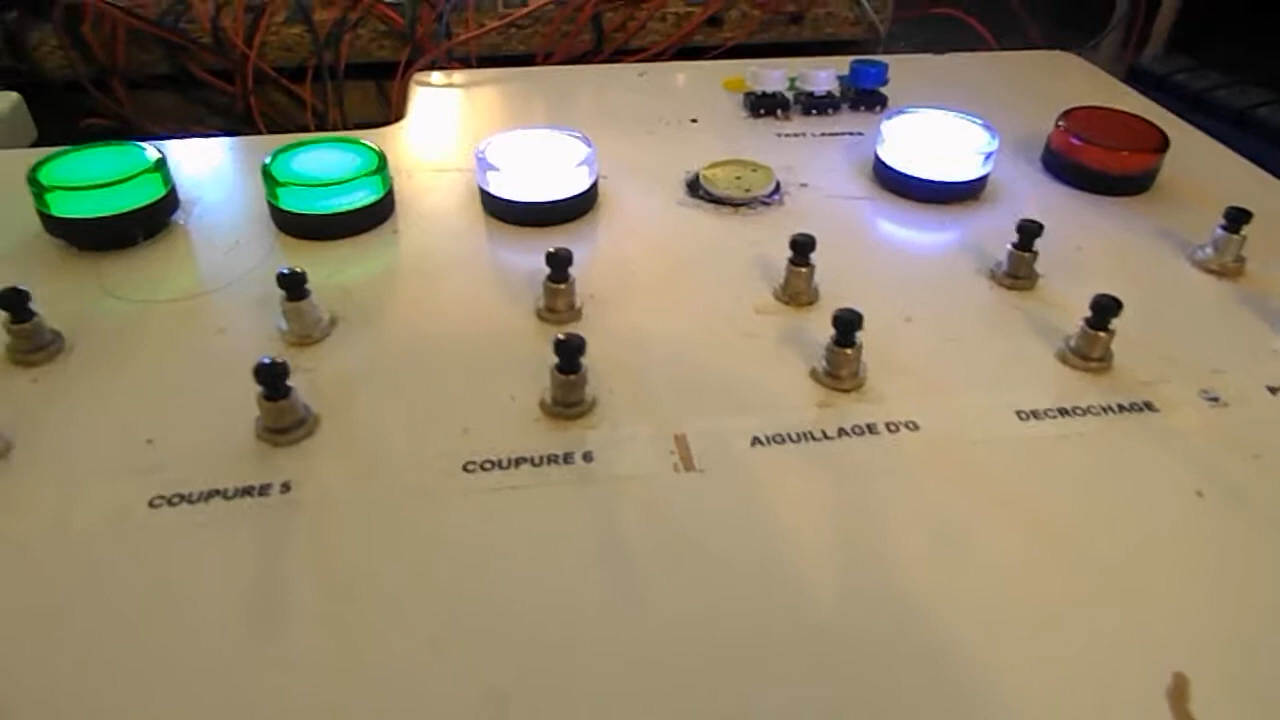 TEST LAMPES
COUPURE 5
COUPURE 6
AIGUILLAGE D'G
DECROCHAGE